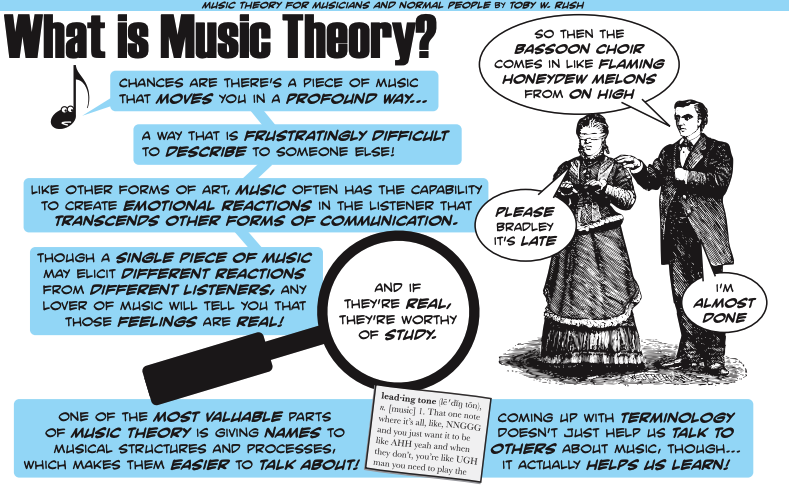 MUSIC THEORY FOR MUSICIANS AND NORMAL PEOPLE BY TOBY W. RUSH
What is Music Theory?
CHANCES ARE THERE'S A PIECE OF MUSIC
THAT MOVES YOU IN A PROFOUND WAY...
A WAY THAT IS FRUSTRATINGLY DIFFICULT
TO DESCRIBE TO SOMEONE ELSE!
LIKE OTHER FORMS OF ART, MUSIC OFTEN HAS THE CAPABILITY
TO CREATE EMOTIONAL REACTIONS IN THE LISTENER THAT
TRANSCENDS OTHER FORMS OF COMMUNICATION.
THOUGH A SINGLE PIECE OF MUSIC
MAY ELICIT DIFFERENT REACTIONS
FROM DIFFERENT LISTENERS, ANY
LOVER OF MUSIC WILL TELL YOU THAT
THOSE FEELINGS ARE REAL!
AND IF
THEY'RE REAL,
THEY'RE WORTHY
OF STUDY.
SO THEN THE
BASSOON CHOIR
COMES IN LIKE FLAMING
HONEYDEW MELONS
FROM ON HIGH
PLEASE
BRADLEY
IT'S LATE
I'M
ALMOST
DONE
ONE OF THE MOST VALUABLE PARTS
OF MUSIC THEORY IS GIVING NAMES TO
MUSICAL STRUCTURES AND PROCESSES,
WHICH MAKES THEM EASIER TO TALK ABOUT!
lead·ing tone (lē′dĭŋ tōn),
n. [music] 1. That one note
where it's all, like, NNGGG
and you just want it to be
like AHH yeah and when
they don't, you're like UGH
man you need to play the
COMING UP WITH TERMINOLOGY
DOESN'T JUST HELP US TALK TO
OTHERS ABOUT MUSIC, THOUGH...
IT ACTUALLY HELPS US LEARN!